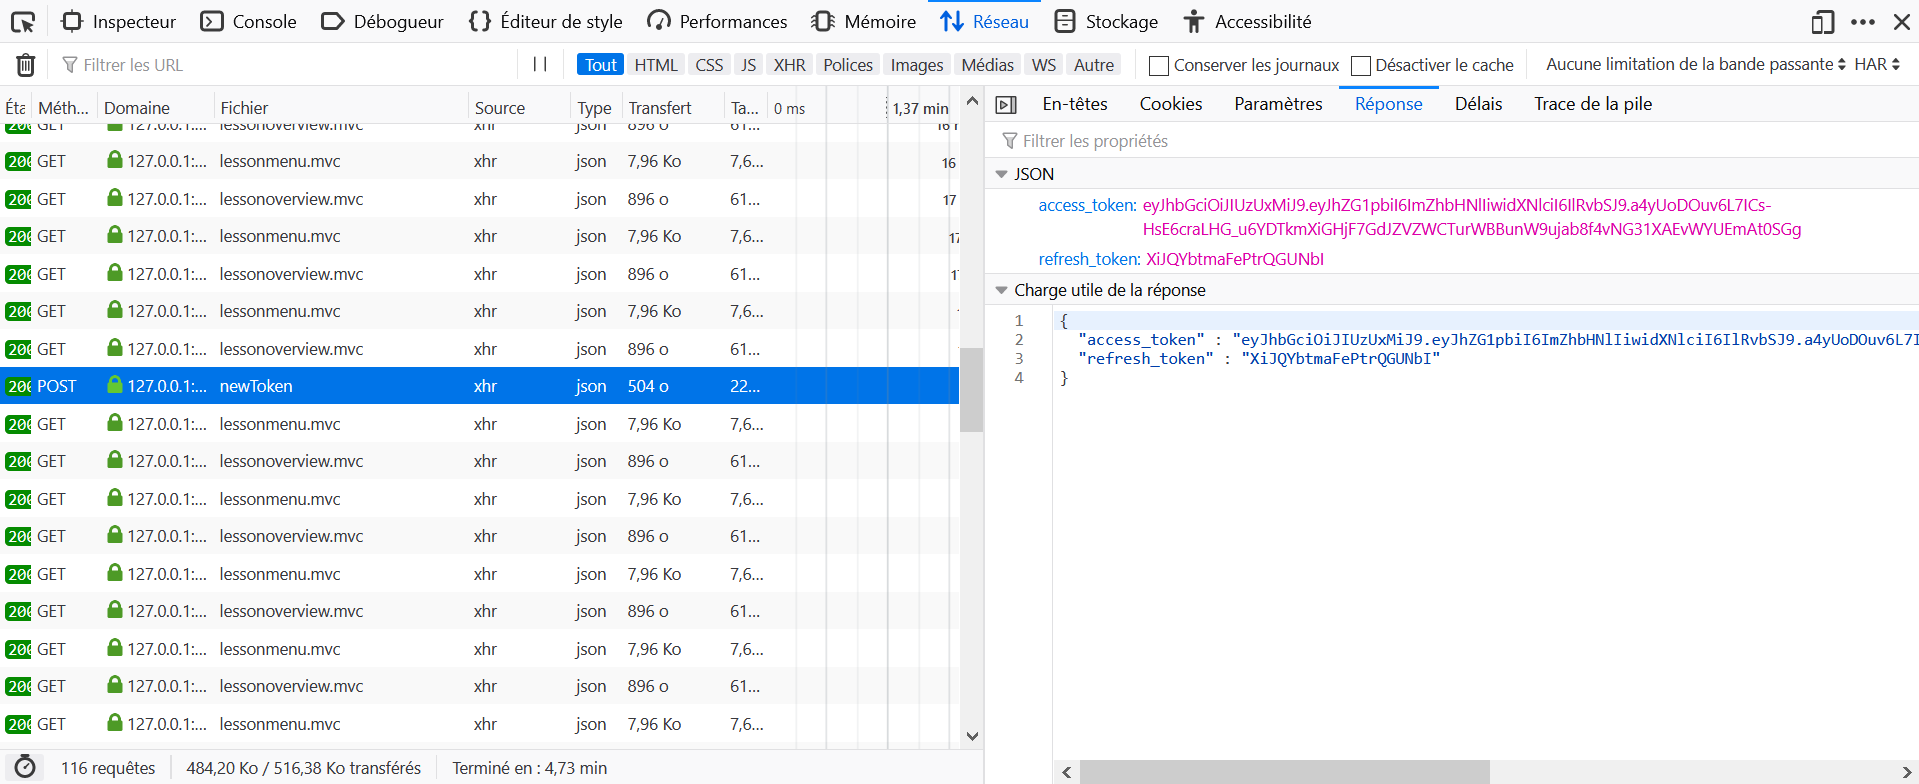 Inspecteur Console Débogueur Éditeur de style Performances Mémoire Réseau Stockage Accessibilité
Filtrer les URL
Tout HTML CSS JS XHR Polices Images Médias WS Autre
Conserver les journaux Désactiver le cache
Aucune limitation de la bande passante HAR
Éta Méth... Domaine Fichier Source Type Transfert Ta... 0 ms 1,37 min
GET 127.0.0.1:... lessonoverview.mvc xhr json 896 o 61... 16
200 GET 127.0.0.1:... lessonmenu.mvc xhr json 7,96 Ko 7,6... 16
200 GET 127.0.0.1:... lessonoverview.mvc xhr json 896 o 61... 17
200 GET 127.0.0.1:... lessonmenu.mvc xhr json 7,96 Ko 7,6... 17
200 GET 127.0.0.1:... lessonoverview.mvc xhr json 896 o 61... 17
200 GET 127.0.0.1:... lessonmenu.mvc xhr json 7,96 Ko 7,6...
200 GET 127.0.0.1:... lessonoverview.mvc xhr json 896 o 61...
200 POST 127.0.0.1:... newToken xhr json 504 o 22...
200 GET 127.0.0.1:... lessonmenu.mvc xhr json 7,96 Ko 7,6...
200 GET 127.0.0.1:... lessonoverview.mvc xhr json 896 o 61...
200 GET 127.0.0.1:... lessonmenu.mvc xhr json 7,96 Ko 7,6...
200 GET 127.0.0.1:... lessonoverview.mvc xhr json 896 o 61...
200 GET 127.0.0.1:... lessonmenu.mvc xhr json 7,96 Ko 7,6...
200 GET 127.0.0.1:... lessonoverview.mvc xhr json 896 o 61...
200 GET 127.0.0.1:... lessonmenu.mvc xhr json 7,96 Ko 7,6...
200 GET 127.0.0.1:... lessonoverview.mvc xhr json 896 o 61...
200 GET 127.0.0.1:... lessonmenu.mvc xhr json 7,96 Ko 7,6...
116 requêtes 484,20 Ko / 516,38 Ko transférés Terminé en : 4,73 min
En-têtes Cookies Paramètres Réponse Délais Trace de la pile
Filtrer les propriétés
JSON
access_token: eyJhbGciOiJIUzUxMiJ9.eyJhZG1pbiI6ImZhbHNlIiwidXNlciI6IlRvbSJ9.a4yUoDOuv6L7ICs-
HsE6craLHG_u6YDTkmXiGHjF7GdJZVZWCTurWBBunW9ujab8f4vNG31XAEvWYUEmAt0SGg
refresh_token: XiJQYbtmaFePtrQGUNbI
Charge utile de la réponse
1 {
2 "access_token" : "eyJhbGciOiJIUzUxMiJ9.eyJhZG1pbiI6ImZhbHNlIiwidXNlciI6IlRvbSJ9.a4yUoDOuv6L7I
3 "refresh_token" : "XiJQYbtmaFePtrQGUNbI"
4 }